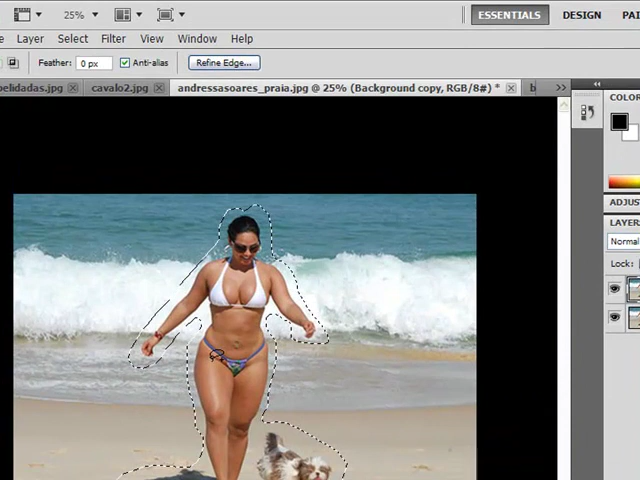 25% ESSENTIALS DESIGN PAI
Layer Select Filter View Window Help
Feather: 0 px Anti-alias Refine Edge...
pelidadas.jpg cavalo2.jpg andressasoares_praia.jpg @ 25% (Background copy, RGB/8#) * b
COLOR
ADJUS
LAYER
Normal
Lock: